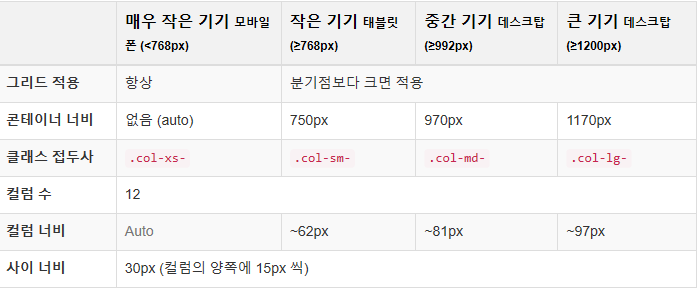 매우 작은 기기 모바일 작은 기기 태블릿 중간 기기 데스크탑 큰 기기 데스크탑
폰 (<768px) (≥768px) (≥992px) (≥1200px)
그리드 적용 항상 분기점보다 크면 적용
콘테이너 너비 없음 (auto) 750px 970px 1170px
클래스 접두사 .col-xs- .col-sm- .col-md- .col-lg-
컬럼 수 12
컬럼 너비 Auto ~62px ~81px ~97px
사이 너비 30px (컬럼의 양쪽에 15px 씩)